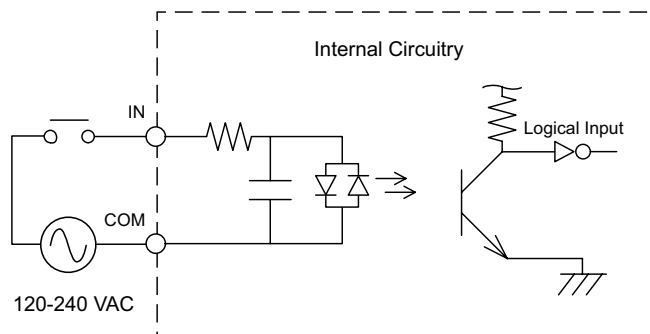 Internal Circuitry
IN
Logical Input
COM
120-240 VAC